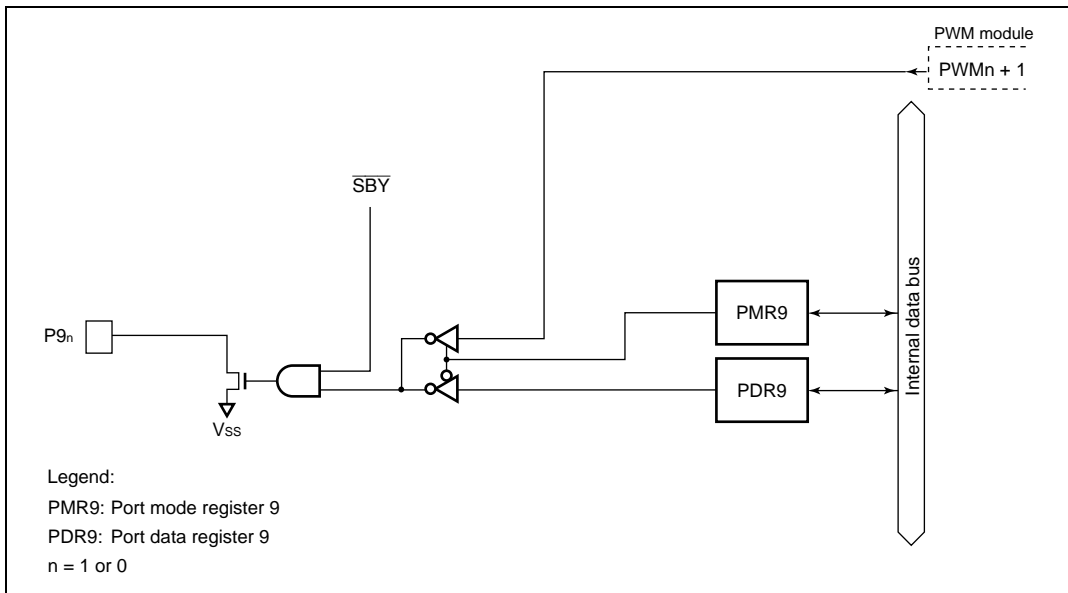 PWM module
PWMn + 1
SBY
Internal data bus
PMR9
P9n
PDR9
VSS
Legend:
PMR9: Port mode register 9
PDR9: Port data register 9
n = 1 or 0